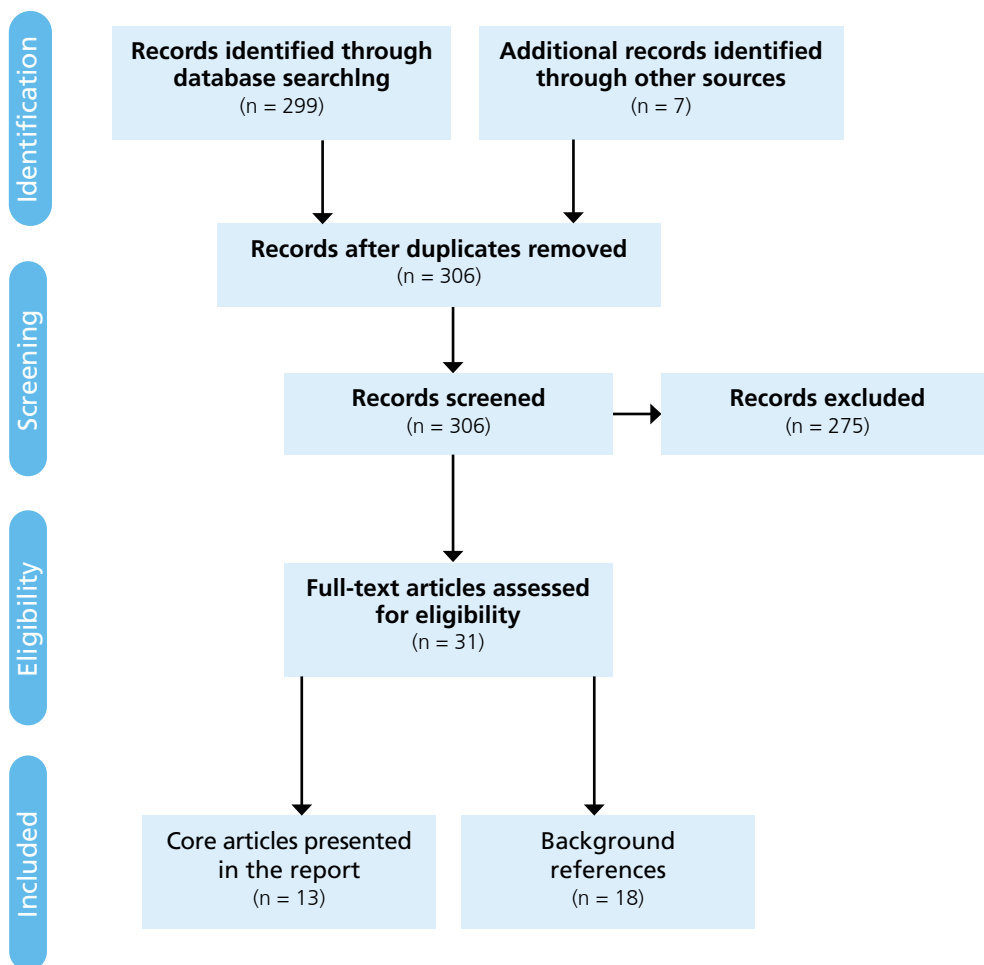 Identification
Records identified through
database searchlng
(n = 299)
Additional records identified
through other sources
(n = 7)
Records after duplicates removed
(n = 306)
Screening
Records screened
(n = 306)
Records excluded
(n = 275)
Eligibility
Full-text articles assessed
for eligibility
(n = 31)
Included
Core articles presented
in the report
(n = 13)
Background
references
(n = 18)